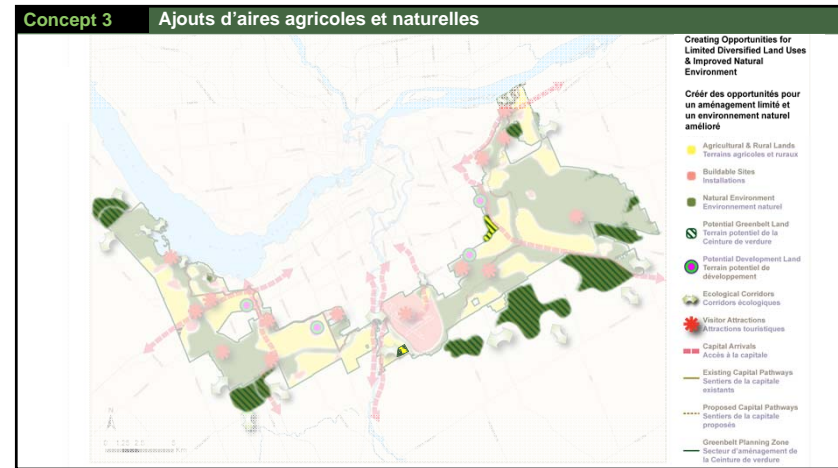 Concept 3
Ajouts d’aires agricoles et naturelles
Creating Opportunities for
Limited Diversified Land Uses
& Improved Natural
Environment
Créér des opportunités pour
un aménagement limité et
un environnement naturel
amélioré
Agricultural & Rural Lands
Terrains agricoles et ruraux
Buildable Sites
Installations
Natural Environment
Environnement naturel
Potential Greenbelt Land
Terrain potentiel de la
Ceinture de verdure
Potential Development Land
Terrain potentiel de
développement
Ecological Corridors
Corridors écologiques
Visitor Attractions
Attractions touristiques
Capital Arrivals
Accès à la capitale
Existing Capital Pathways
Sentiers de la capitale
existants
Proposed Capital Pathways
Sentiers de la capitale
proposés
Greenbelt Planning Zone
Secteur d'aménagement de
la Ceinture de verdure